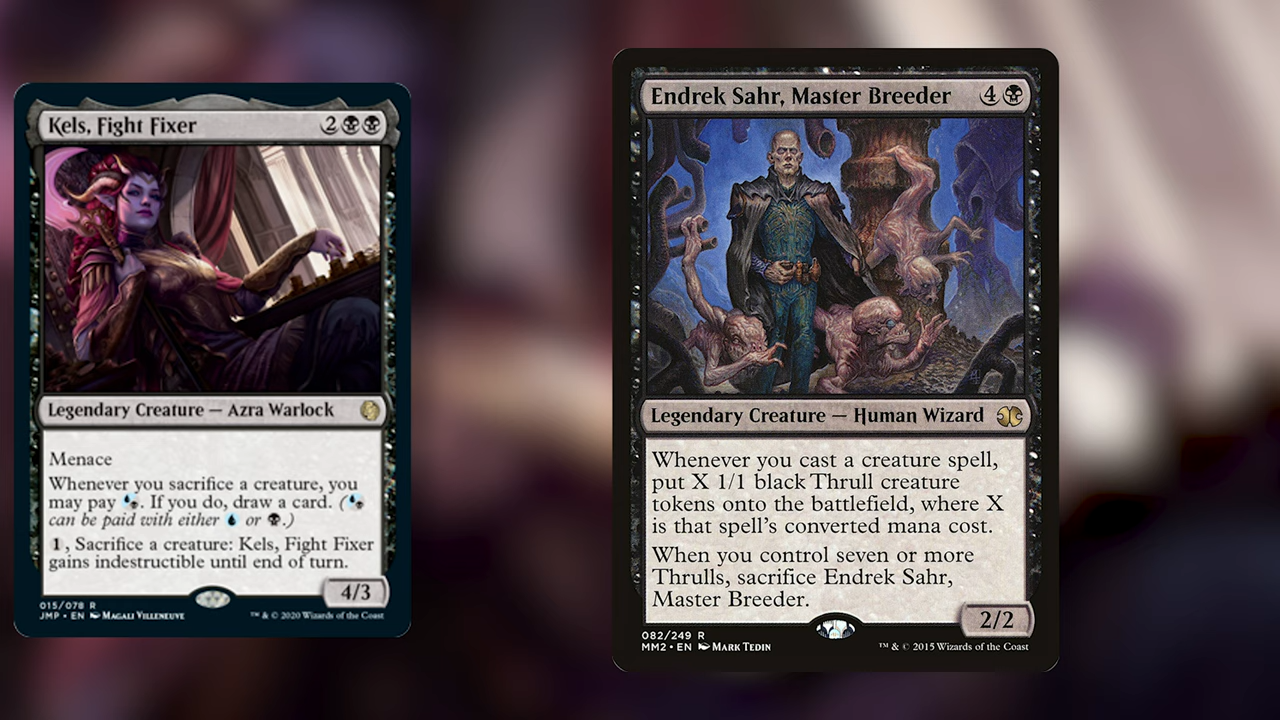 Kels, Fight Fixer 2
Legendary Creature — Azra Warlock
Menace
Whenever you sacrifice a creature, you
may pay . If you do, draw a card. (
can be paid with either or .)
1, Sacrifice a creature: Kels, Fight Fixer
gains indestructible until end of turn.
4/3
015/078 R
JMP • EN Magali Villeneuve
™ & © 2020 Wizards of the Coast
Endrek Sahr, Master Breeder 4
Legendary Creature — Human Wizard
Whenever you cast a creature spell,
put X 1/1 black Thrull creature
tokens onto the battlefield, where X
is that spell's converted mana cost.
When you control seven or more
Thrulls, sacrifice Endrek Sahr,
Master Breeder.
2/2
082/249 R
MM2 • EN Mark Tedin
™ & © 2015 Wizards of the Coast